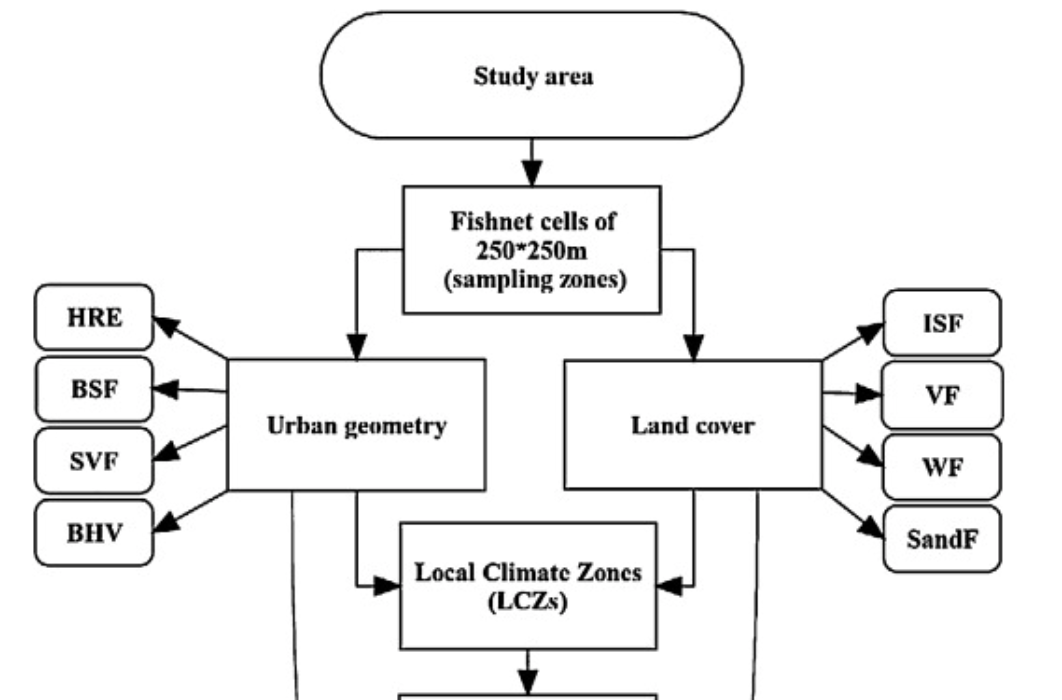 Study area
Fishnet cells of
250*250m
(sampling zones)
HRE
BSF
SVF
BHV
Urban geometry
Land cover
ISF
VF
WF
SandF
Local Climate Zones
(LCZs)